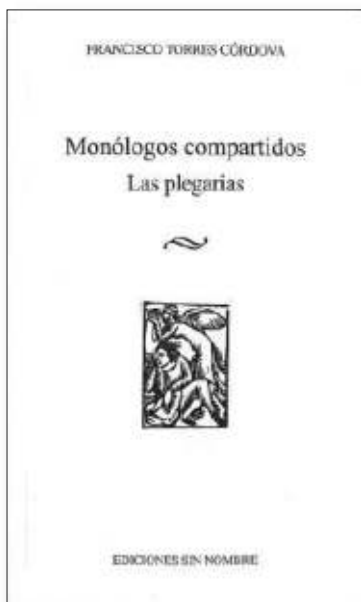 FRANCISCO TORRES CÓRDOVA
Monólogos compartidos
Las plegarias
EDICIONES SIN NOMBRE